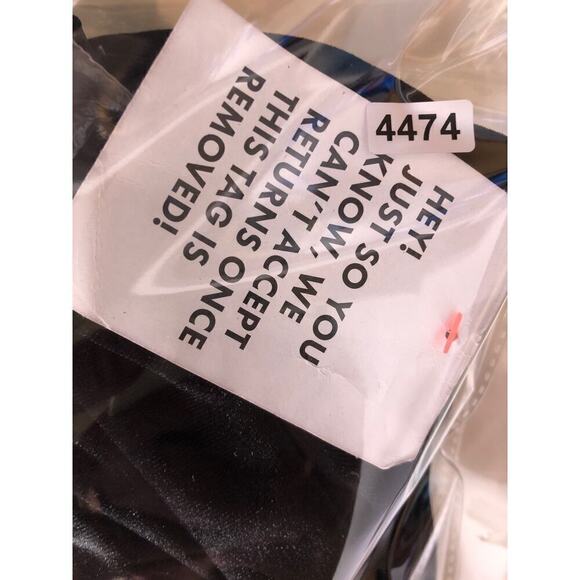 4474
HEY!
JUST SO YOU
KNOW, WE
CAN'T ACCEPT
RETURNS ONCE
THIS TAG IS
REMOVED!